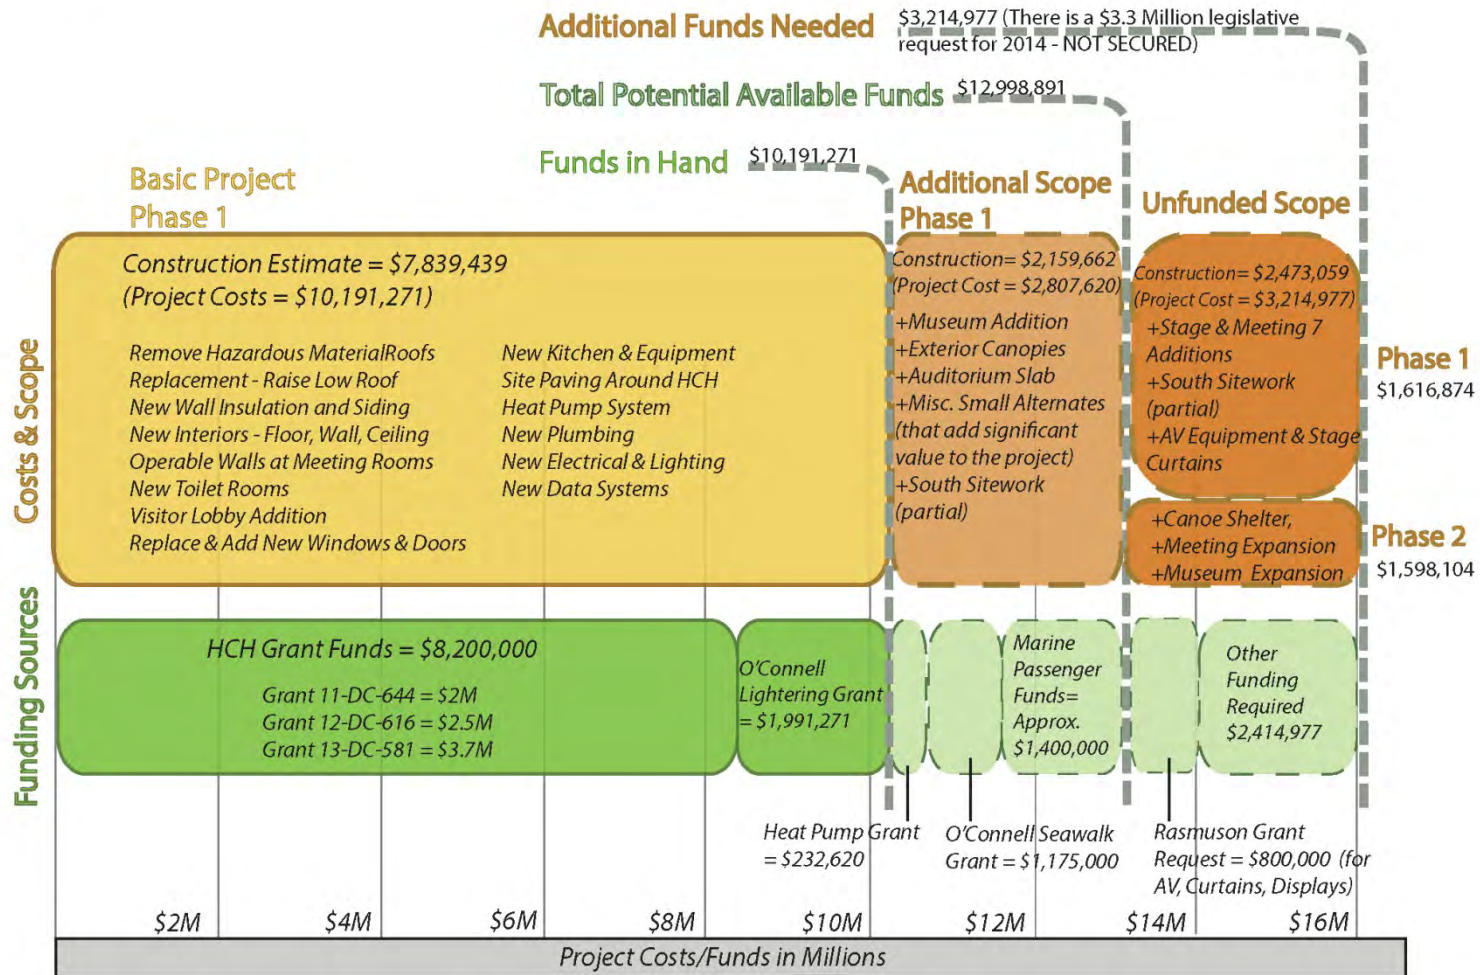 Additional Funds Needed
$3,214,977 (There is a $3.3 Million legislative
request for 2014 - NOT SECURED)
Total Potential Available Funds
$12,998,891
Funds in Hand
$10,191,271
Basic Project
Phase 1
Additional Scope
Phase 1
Unfunded Scope
Costs & Scope
Construction Estimate = $7,839,439
(Project Costs = $10,191,271)
Remove Hazardous MaterialRoofs
Replacement - Raise Low Roof
New Wall Insulation and Siding
New Interiors - Floor, Wall, Ceiling
Operable Walls at Meeting Rooms
New Toilet Rooms
Visitor Lobby Addition
Replace & Add New Windows & Doors
New Kitchen & Equipment
Site Paving Around HCH
Heat Pump System
New Plumbing
New Electrical & Lighting
New Data Systems
Construction= $2,159,662
(Project Cost = $2,807,620)
+Museum Addition
+Exterior Canopies
+Auditorium Slab
+Misc. Small Alternates
(that add significant
value to the project)
+South Sitework
(partial)
Construction= $2,473,059
(Project Cost = $3,214,977)
+Stage & Meeting 7
Additions
+South Sitework
(partial)
+AV Equipment & Stage
Curtains
Phase 1
$1,616,874
+Canoe Shelter,
+Meeting Expansion
+Museum Expansion
Phase 2
$1,598,104
Funding Sources
HCH Grant Funds = $8,200,000
Grant 11-DC-644 = $2M
Grant 12-DC-616 = $2.5M
Grant 13-DC-581 = $3.7M
O'Connell
Lightering Grant
= $1,991,271
Marine
Passenger
Funds=
Approx.
$1,400,000
Other
Funding
Required
$2,414,977
Heat Pump Grant
= $232,620
O'Connell Seawalk
Grant = $1,175,000
Rasmuson Grant
Request = $800,000 (for
AV, Curtains, Displays)
$2M
$4M
$6M
$8M
$10M
$12M
$14M
$16M
Project Costs/Funds in Millions